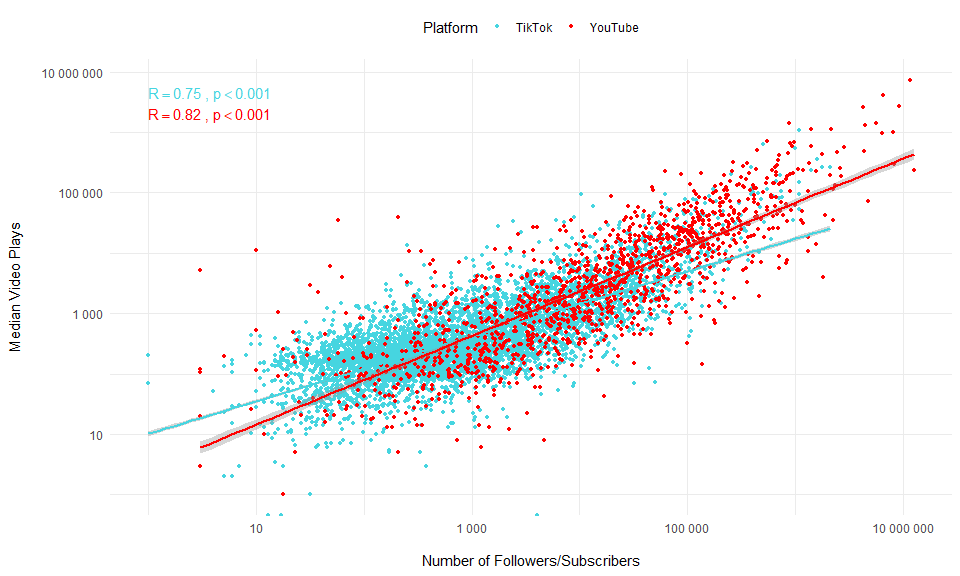 Platform TikTok YouTube
10 000 000
R = 0.75 , p < 0.001
R = 0.82 , p < 0.001
100 000
Median Video Plays
1 000
10
10 1 000 100 000 10 000 000
Number of Followers/Subscribers